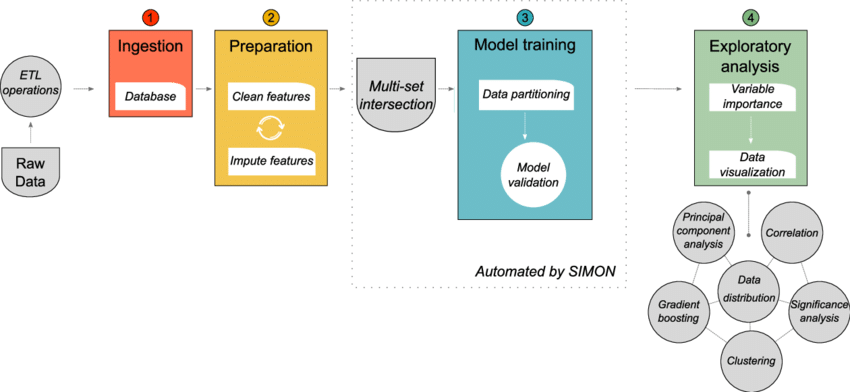 1
2
3
4
ETL
operations
Raw
Data
Ingestion
Database
Preparation
Clean features
Impute features
Multi-set
intersection
Model training
Data partitioning
Model
validation
Automated by SIMON
Exploratory
analysis
Variable
importance
Data
visualization
Principal
component
analysis
Correlation
Data
distribution
Gradient
boosting
Significance
analysis
Clustering